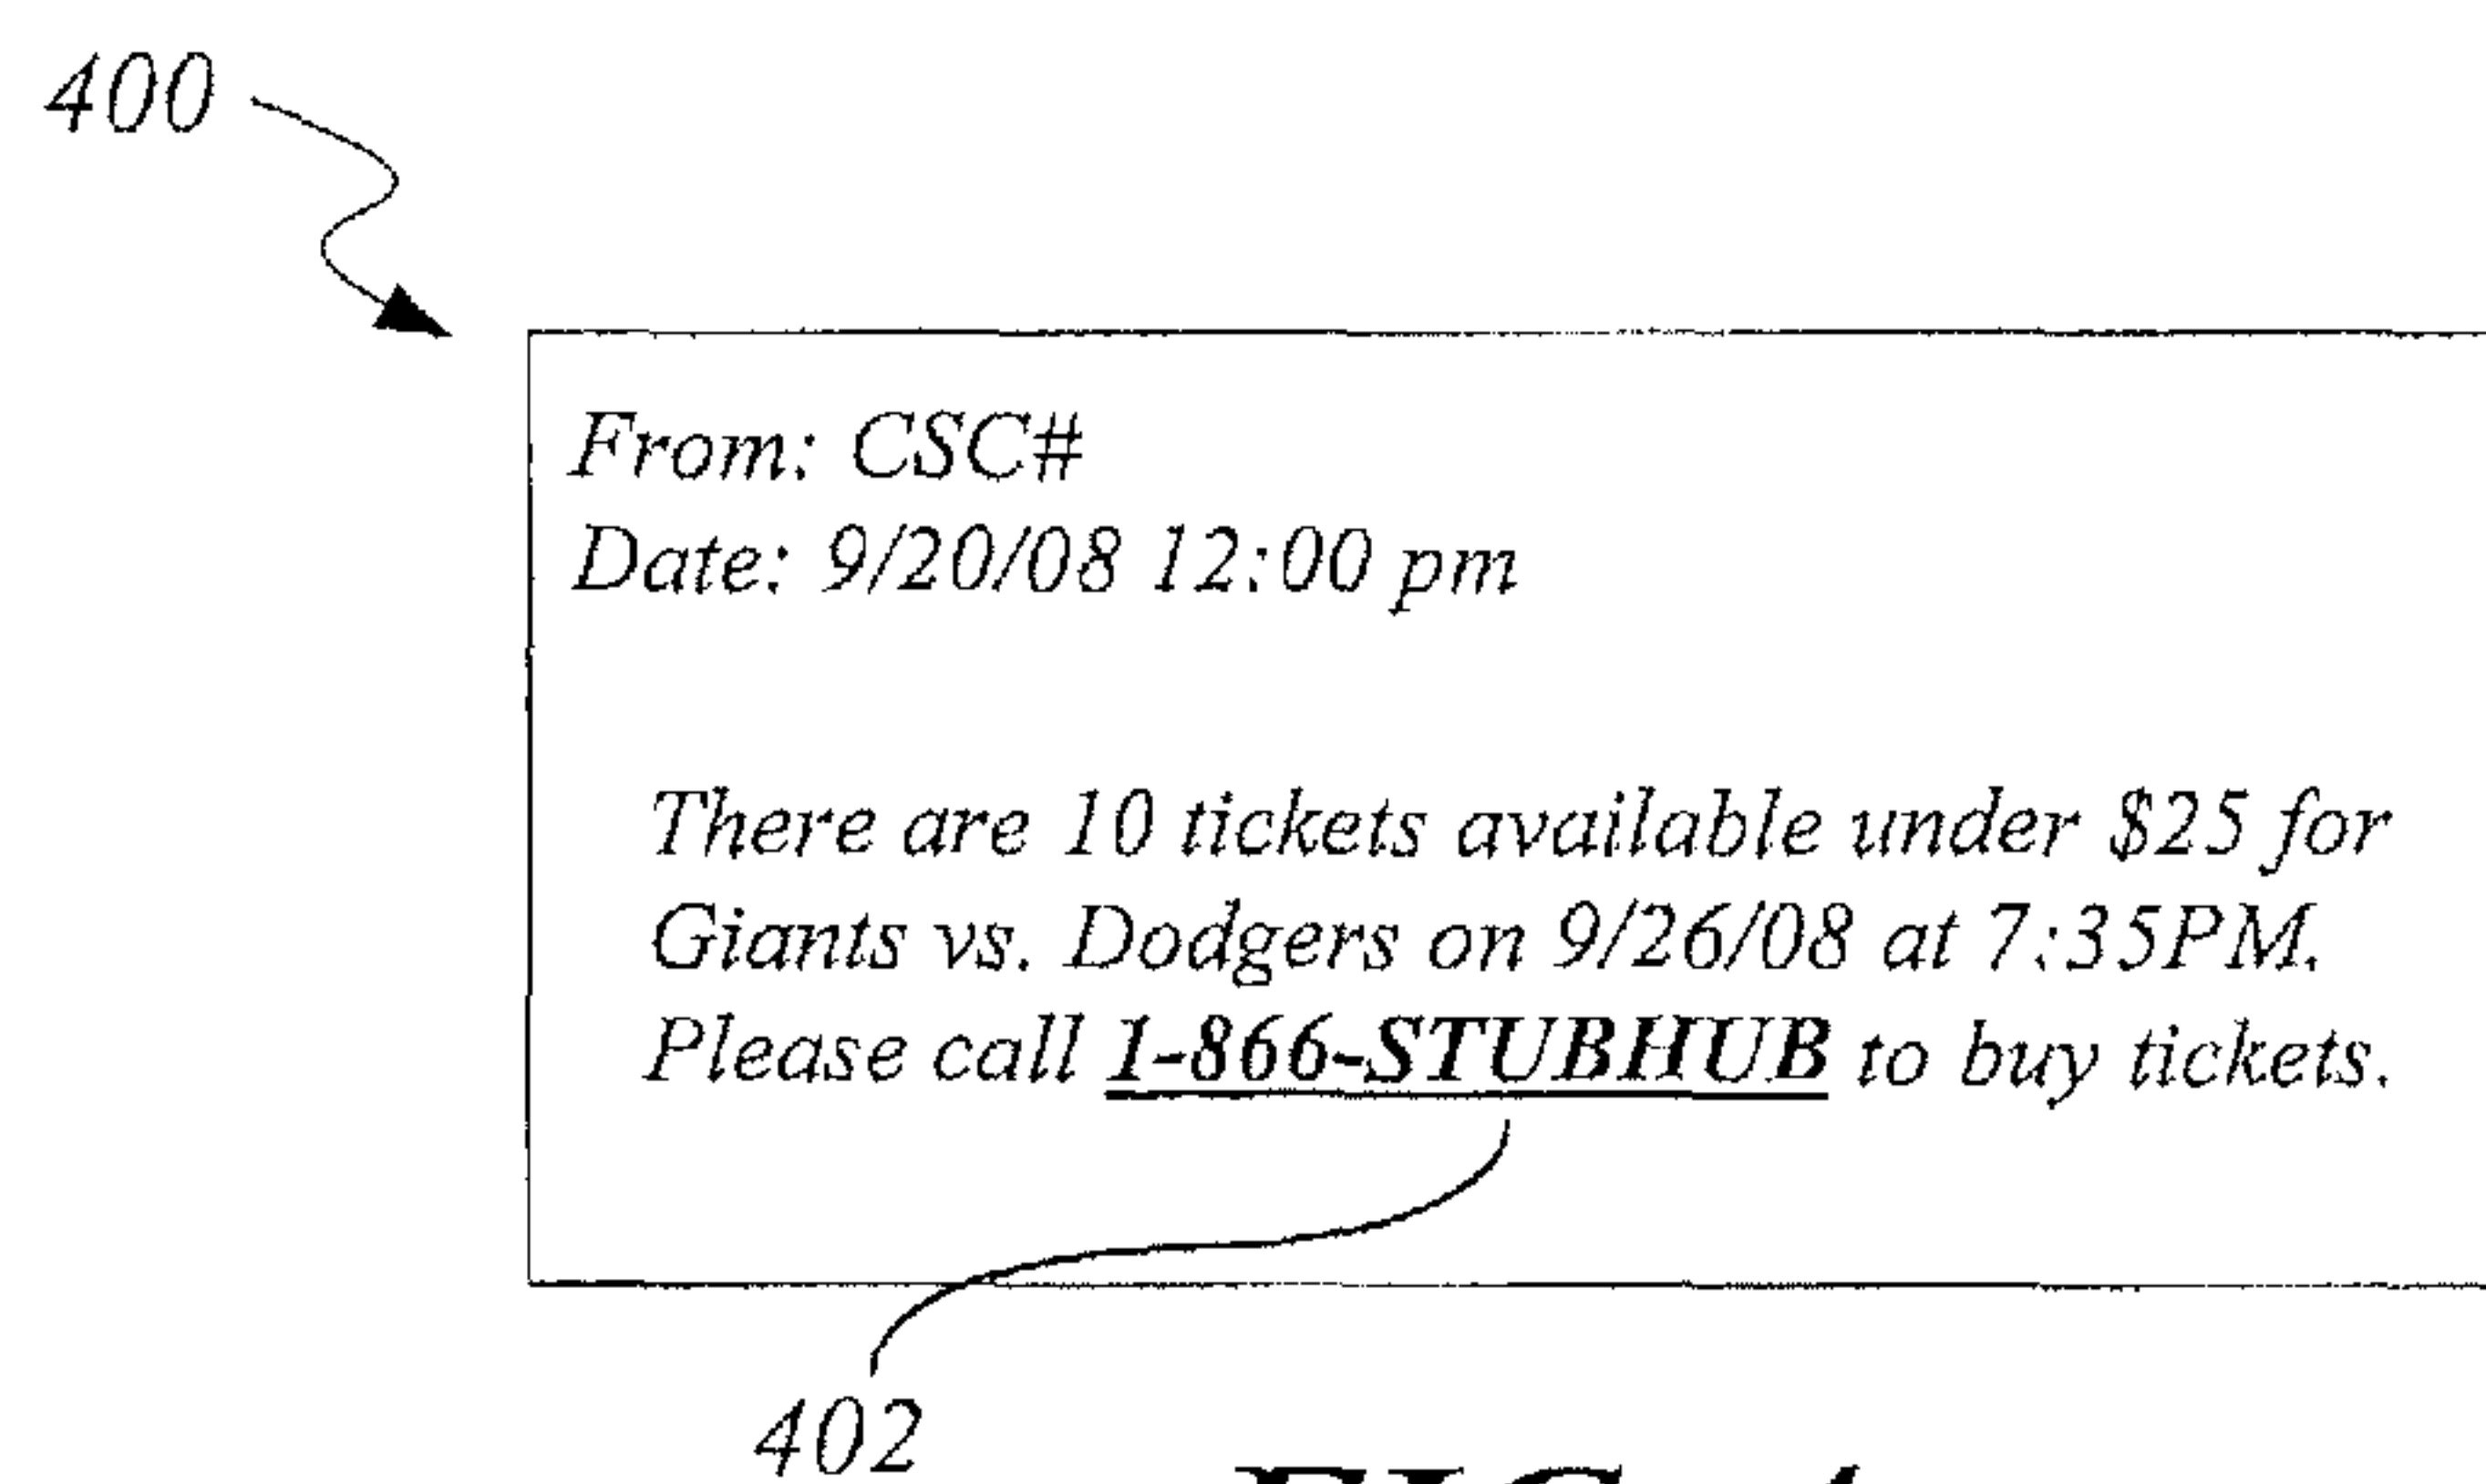 400
From: CSC#
Date: 9/20/08 12:00 pm
There are 10 tickets available under $25 for
Giants vs. Dodgers on 9/26/08 at 7:35PM.
Please call 1-866-STUBHUB to buy tickets.
402